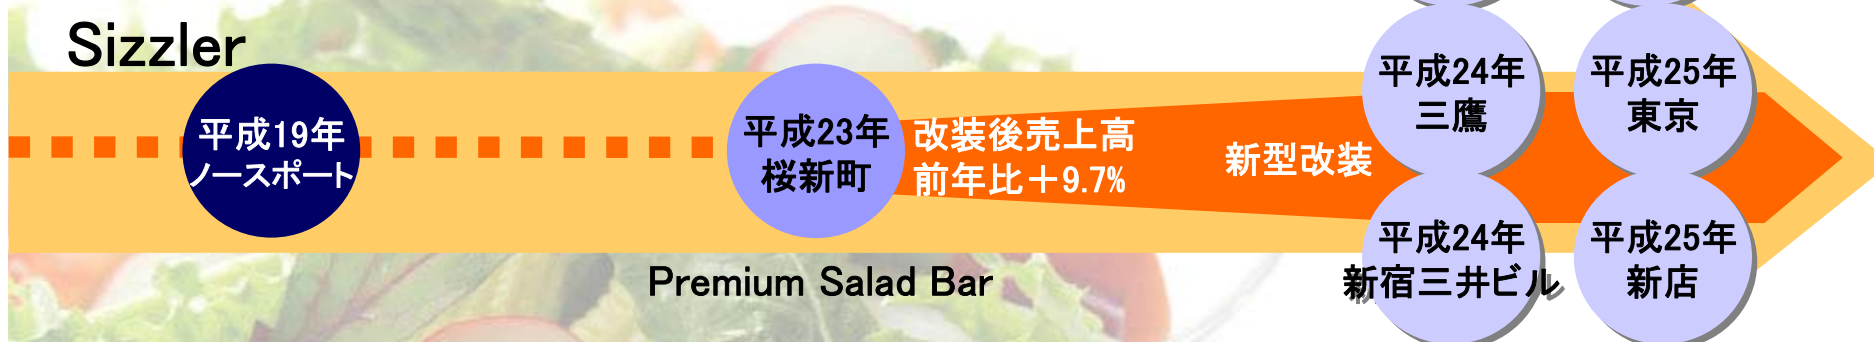 Sizzler
平成19年
ノースポート
平成23年
桜新町
改装後売上高
前年比＋9.7%
新型改装
平成24年
三鷹
平成25年
東京
平成24年
新宿三井ビル
平成25年
新店
Premium Salad Bar